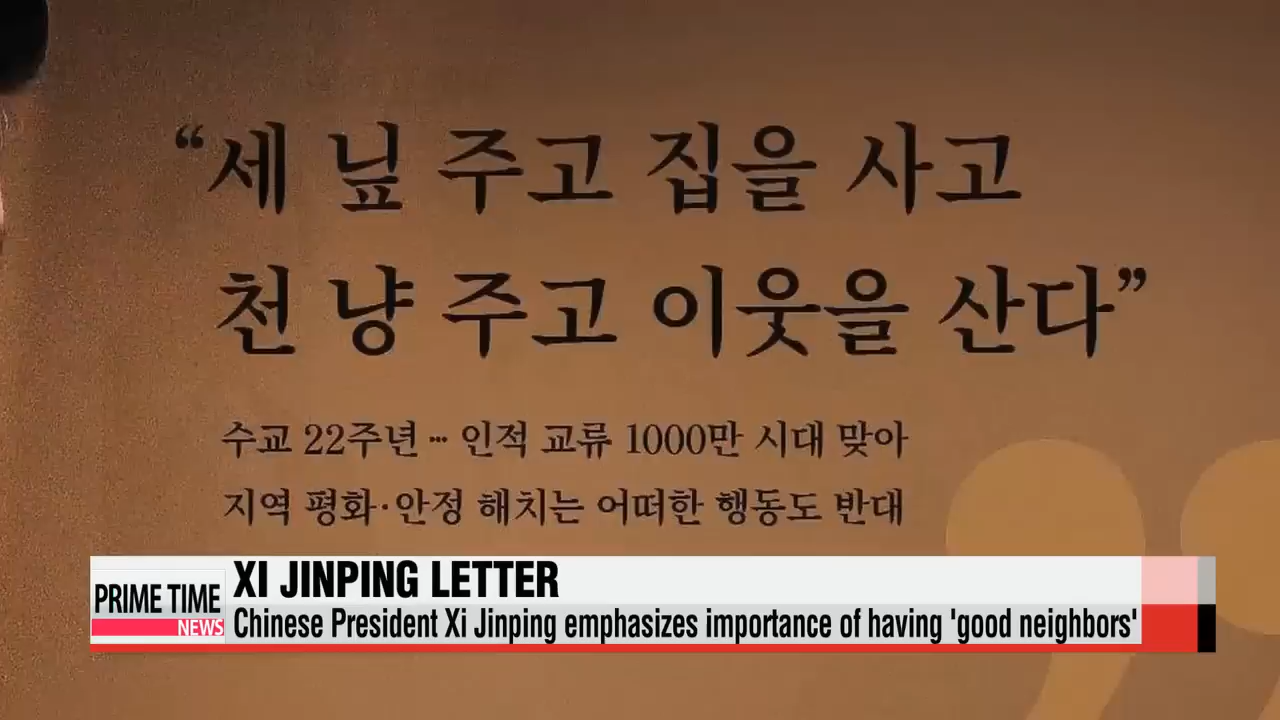 “세 닢 주고 집을 사고
천 냥 주고 이웃을 산다”
수교 22주년 … 인적 교류 1000만 시대 맞아
지역 평화·안정 해치는 어떠한 행동도 반대
PRIME TIME NEWS
XI JINPING LETTER
Chinese President Xi Jinping emphasizes importance of having 'good neighbors'